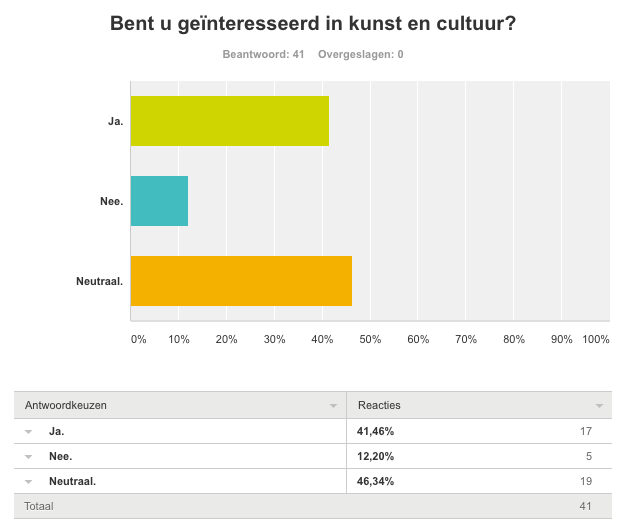 Bent u geïnteresseerd in kunst en cultuur?
Beantwoord: 41 Overgeslagen: 0
Ja.
Nee.
Neutraal.
0% 10% 20% 30% 40% 50% 60% 70% 80% 90% 100%
Antwoordkeuzen Reacties
Ja. 41,46% 17
Nee. 12,20% 5
Neutraal. 46,34% 19
Totaal 41